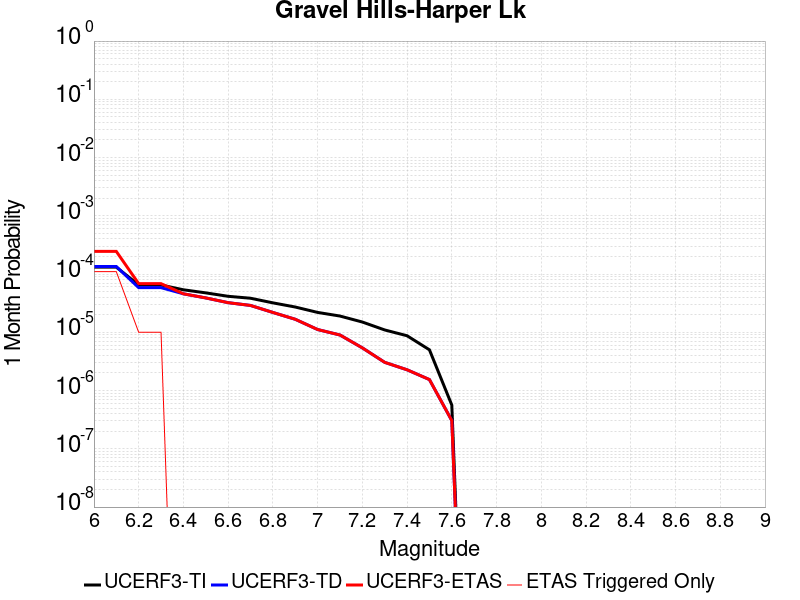 Gravel Hills-Harper Lk
10^0
10^-1
10^-2
10^-3
10^-4
10^-5
10^-6
10^-7
10^-8
1 Month Probability
6 6.2 6.4 6.6 6.8 7 7.2 7.4 7.6 7.8 8 8.2 8.4 8.6 8.8 9
Magnitude
UCERF3-TI UCERF3-TD UCERF3-ETAS ETAS Triggered Only